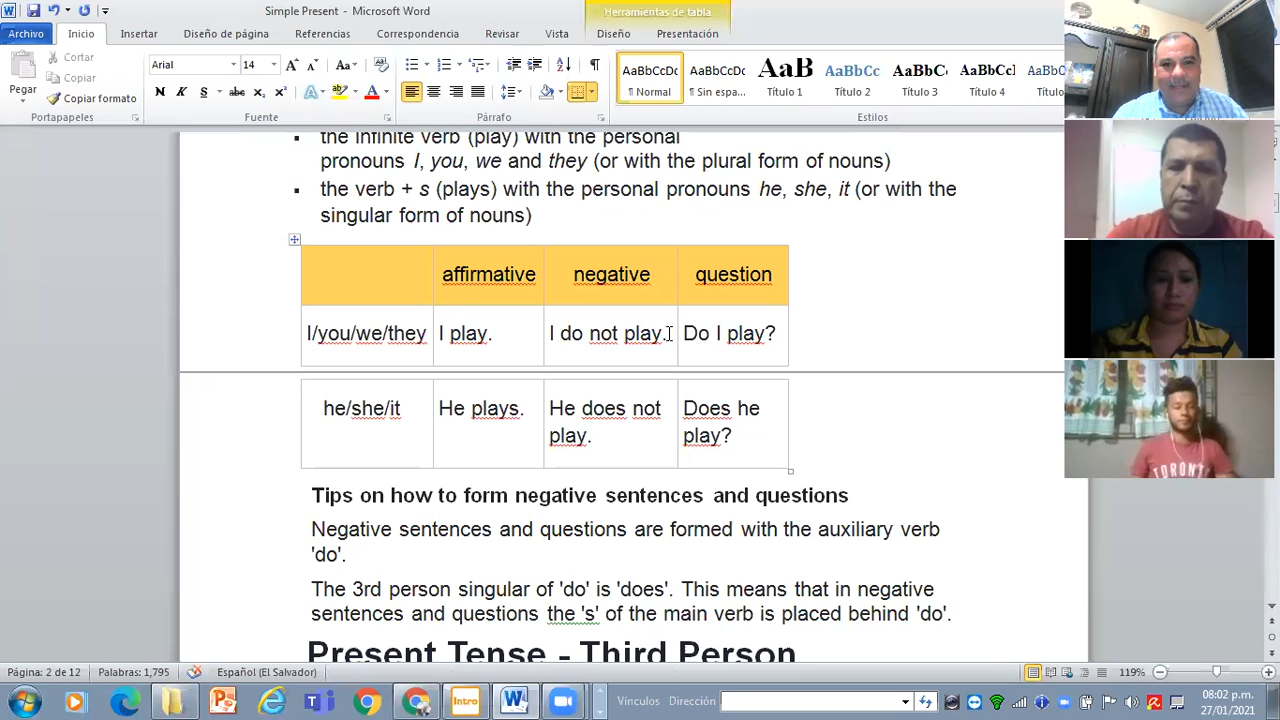 Simple Present - Microsoft Word
Herramientas de tabla
Archivo Inicio Insertar Diseño de página Referencias Correspondencia Revisar Vista Diseño Presentación
Cortar
Copiar
Copiar formato
Pegar
Arial 14
AaBbCcDc AaBbCcDc AaB AaBbCc AaBbC AaBbCcI AaBb
¶ Normal ¶ Sin espa... Título 1 Título 2 Título 3 Título 4 Títu
Portapapeles Fuente Párrafo Estilos
the infinite verb (play) with the personal
pronouns I, you, we and they (or with the plural form of nouns)
the verb + s (plays) with the personal pronouns he, she, it (or with the
singular form of nouns)
affirmative negative question
I/you/we/they I play. I do not play. Do I play?
he/she/it He plays. He does not play. Does he play?
Tips on how to form negative sentences and questions
Negative sentences and questions are formed with the auxiliary verb
'do'.
The 3rd person singular of 'do' is 'does'. This means that in negative
sentences and questions the 's' of the main verb is placed behind 'do'.
Present Tense - Third Person
TORONTO
Página: 2 de 12 Palabras: 1,795 Español (El Salvador) 119%
Intro
Vínculos Dirección
08:02 p.m.
27/01/2021